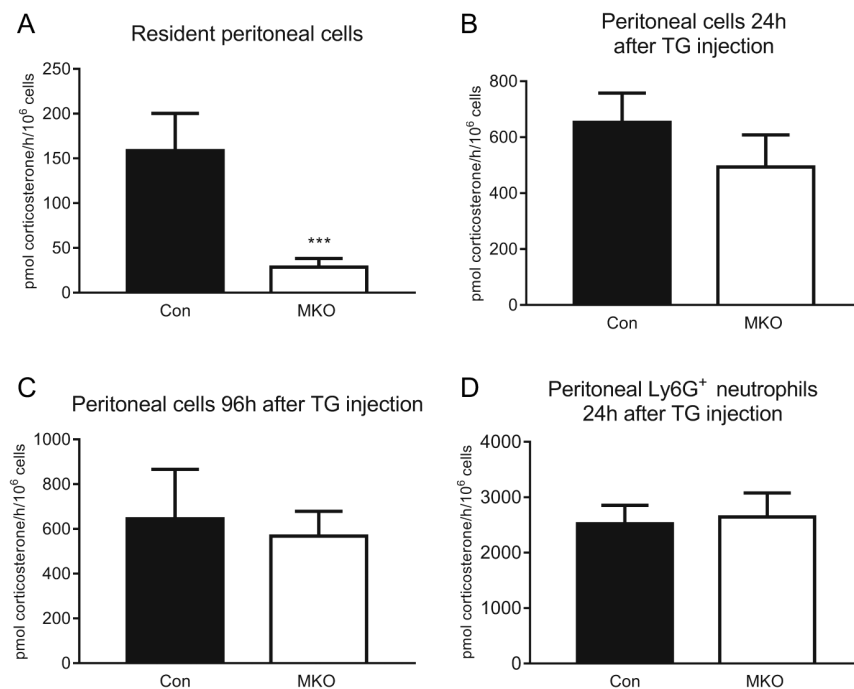 A
Resident peritoneal cells
pmol corticosterone/h/10⁶ cells
250
200
150
100
50
0
***
Con
MKO
B
Peritoneal cells 24h
after TG injection
pmol corticosterone/h/10⁶ cells
800
600
400
200
0
Con
MKO
C
Peritoneal cells 96h after TG injection
pmol corticosterone/h/10⁶ cells
1000
800
600
400
200
0
Con
MKO
D
Peritoneal Ly6G⁺ neutrophils
24h after TG injection
pmol corticosterone/h/10⁶ cells
4000
3000
2000
1000
0
Con
MKO